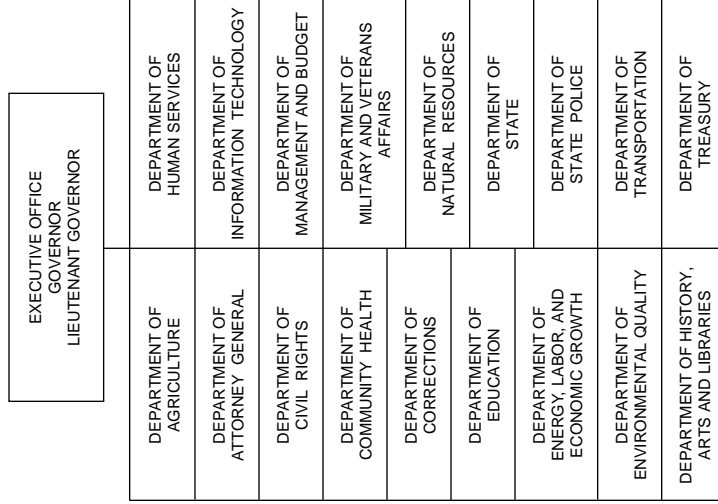 EXECUTIVE OFFICE
GOVERNOR
LIEUTENANT GOVERNOR
DEPARTMENT OF
AGRICULTURE
DEPARTMENT OF
ATTORNEY GENERAL
DEPARTMENT OF
CIVIL RIGHTS
DEPARTMENT OF
COMMUNITY HEALTH
DEPARTMENT OF
CORRECTIONS
DEPARTMENT OF
EDUCATION
DEPARTMENT OF
ENERGY, LABOR, AND
ECONOMIC GROWTH
DEPARTMENT OF
ENVIRONMENTAL QUALITY
DEPARTMENT OF HISTORY,
ARTS AND LIBRARIES
DEPARTMENT OF
HUMAN SERVICES
DEPARTMENT OF
INFORMATION TECHNOLOGY
DEPARTMENT OF
MANAGEMENT AND BUDGET
DEPARTMENT OF
MILITARY AND VETERANS
AFFAIRS
DEPARTMENT OF
NATURAL RESOURCES
DEPARTMENT OF
STATE
DEPARTMENT OF
STATE POLICE
DEPARTMENT OF
TRANSPORTATION
DEPARTMENT OF
TREASURY